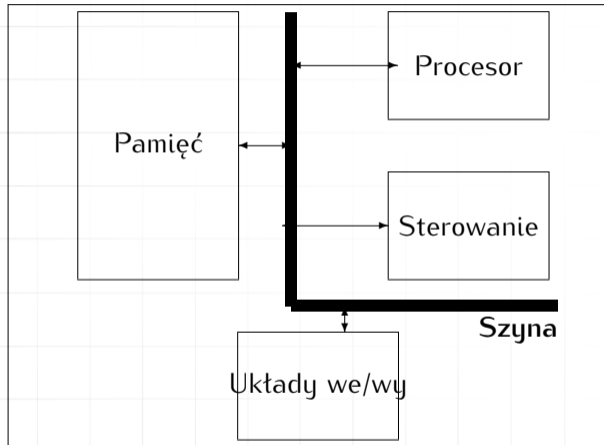 Procesor
Pamięć
Sterowanie
Szyna
Układy we/wy